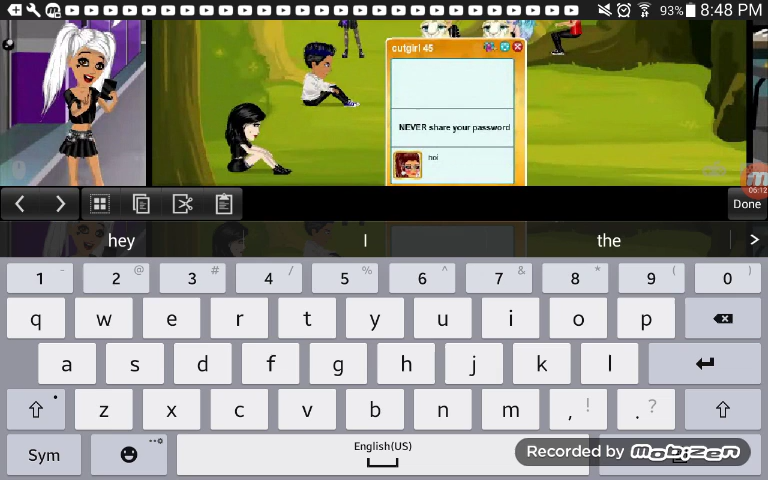 93% 8:48 PM
cutgirl 45
NEVER share your password
hoi
06:12
Done
hey I the
1 - 2 @ 3 # 4 / 5 % 6 ^ 7 & 8 * 9 ( 0 )
q w e r t y u i o p
a s d f g h j k l
z x c v b n m , ! . ?
Sym English(US)
Recorded by mobizen